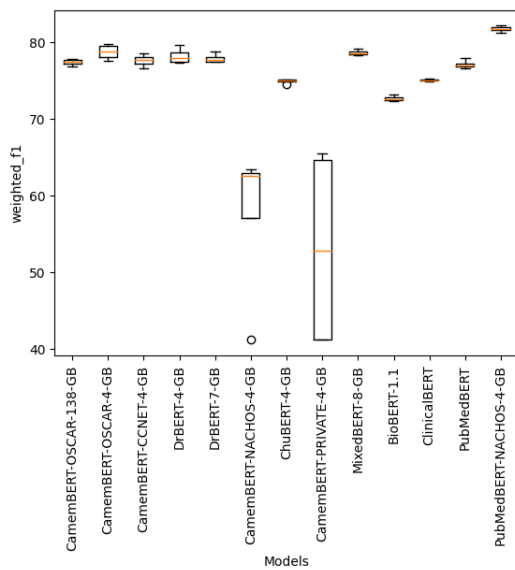 80
70
60
50
40
weighted_f1
CamemBERT-OSCAR-138-GB
CamemBERT-OSCAR-4-GB
CamemBERT-CCNET-4-GB
DrBERT-4-GB
DrBERT-7-GB
CamemBERT-NACHOS-4-GB
ChuBERT-4-GB
CamemBERT-PRIVATE-4-GB
MixedBERT-8-GB
BioBERT-1.1
ClinicalBERT
PubMedBERT
PubMedBERT-NACHOS-4-GB
Models